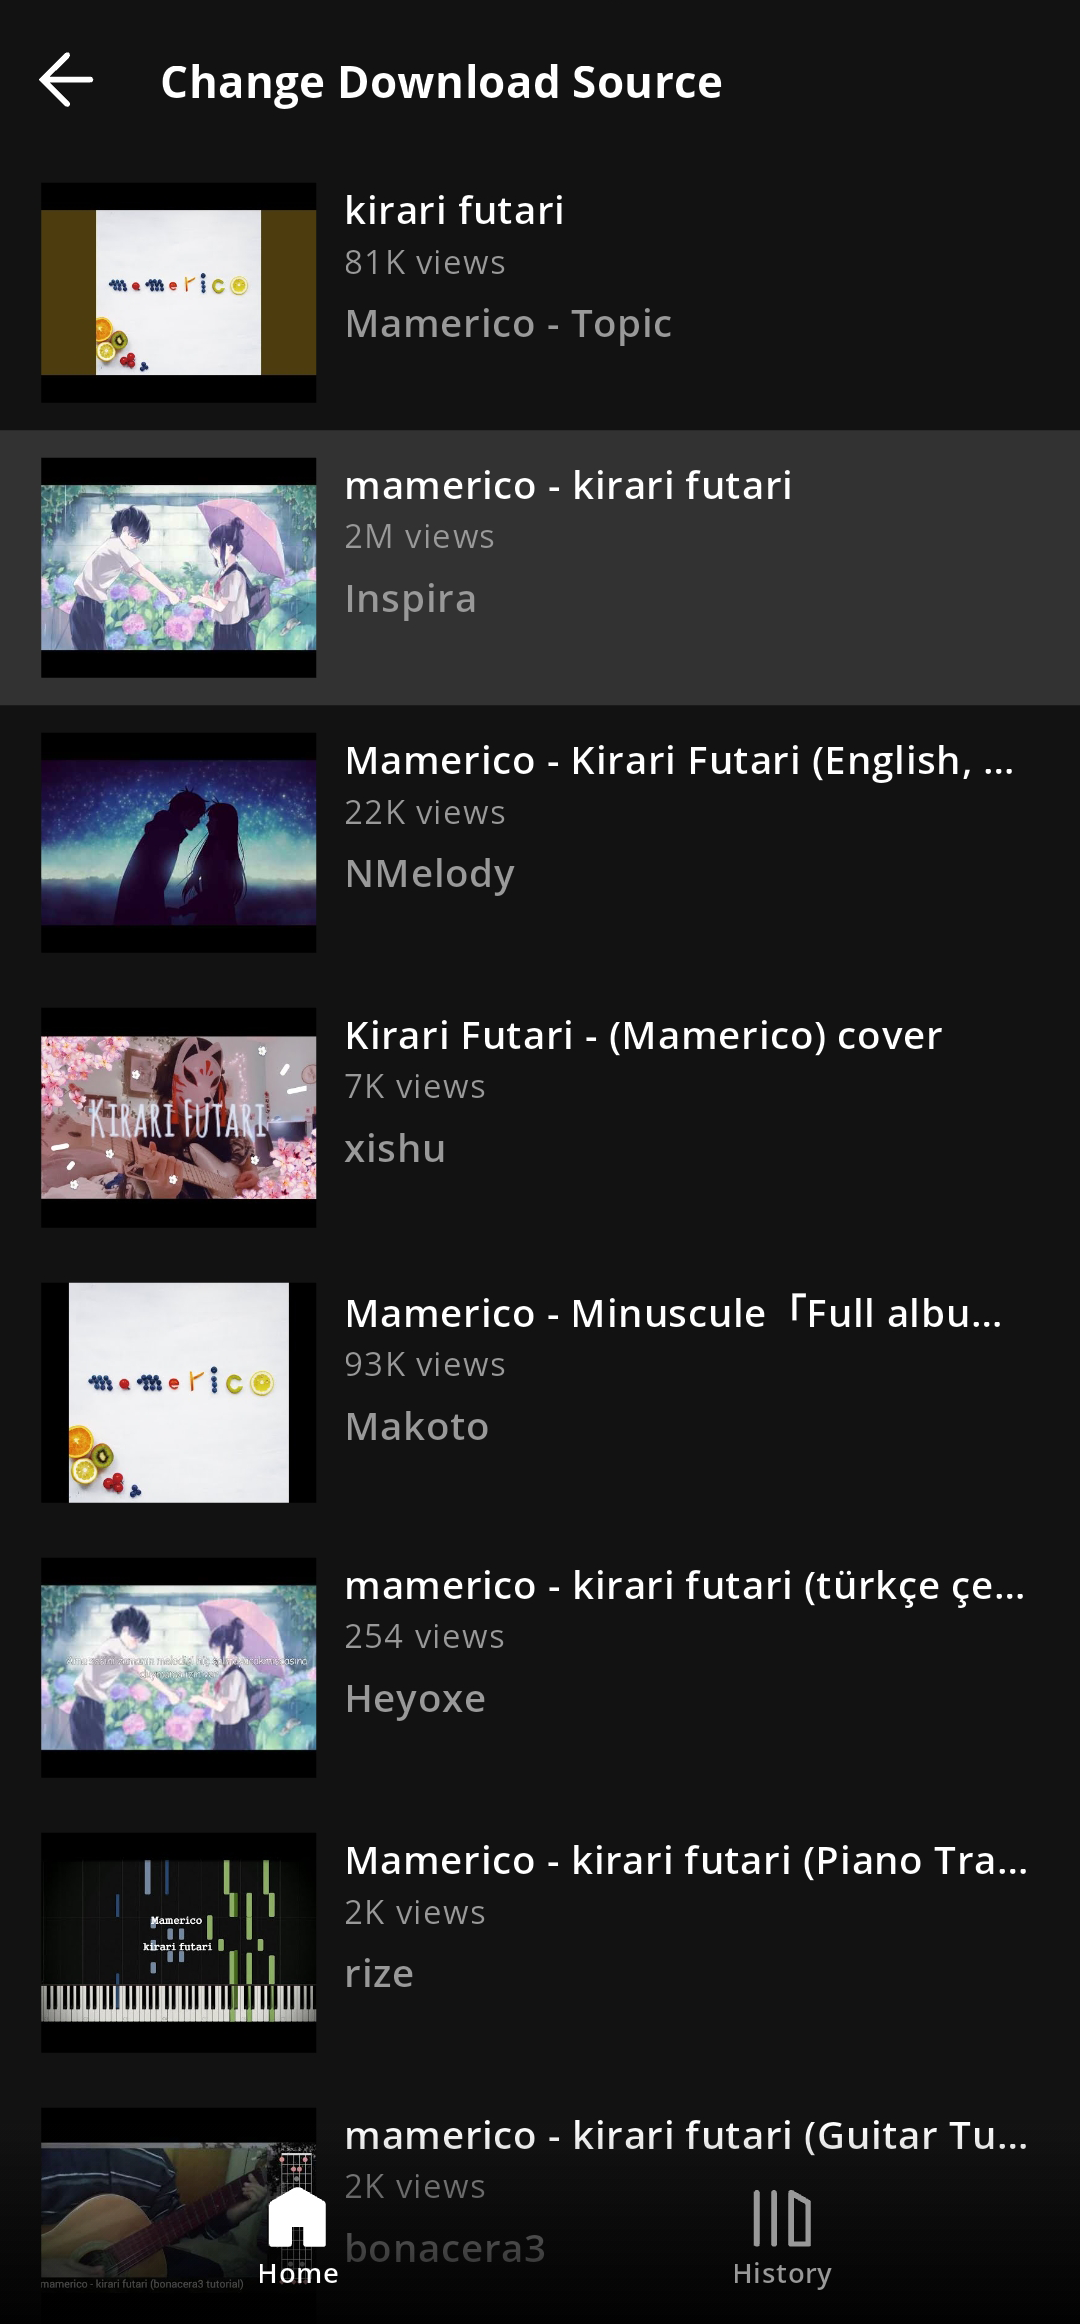 Change Download Source
mamerico
kirari futari
81K views
Mamerico - Topic
mamerico - kirari futari
2M views
Inspira
Mamerico - Kirari Futari (English, ...
22K views
NMelody
KIRARI FUTARI
Kirari Futari - (Mamerico) cover
7K views
xishu
mamerico
Mamerico - Minuscule「Full albu...
93K views
Makoto
mamerico - kirari futari (türkçe çe...
254 views
Heyoxe
Mamerico
kirari futari
Mamerico - kirari futari (Piano Tra...
2K views
rize
mamerico - kirari futari (Guitar Tu...
2K views
bonacera3
mamerico - kirari futari (bonacera3 tutorial)
Home
History